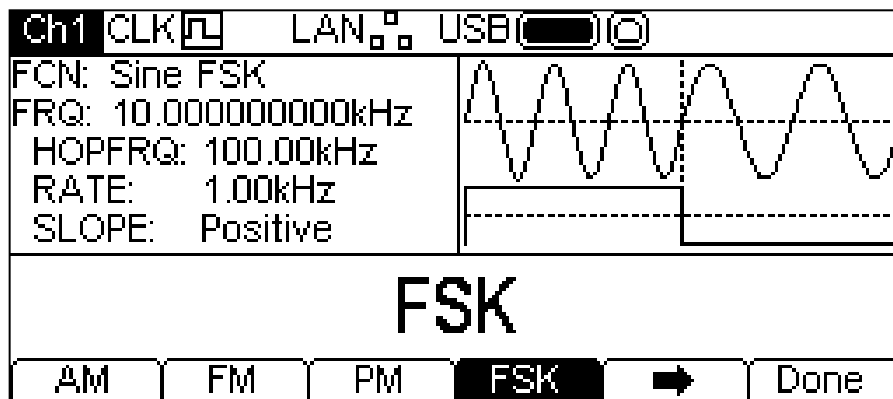 Ch1 CLK LAN USB
FCN: Sine FSK
FRQ: 10.000000000kHz
HOPFRQ: 100.00kHz
RATE: 1.00kHz
SLOPE: Positive
FSK
AM FM PM FSK Done